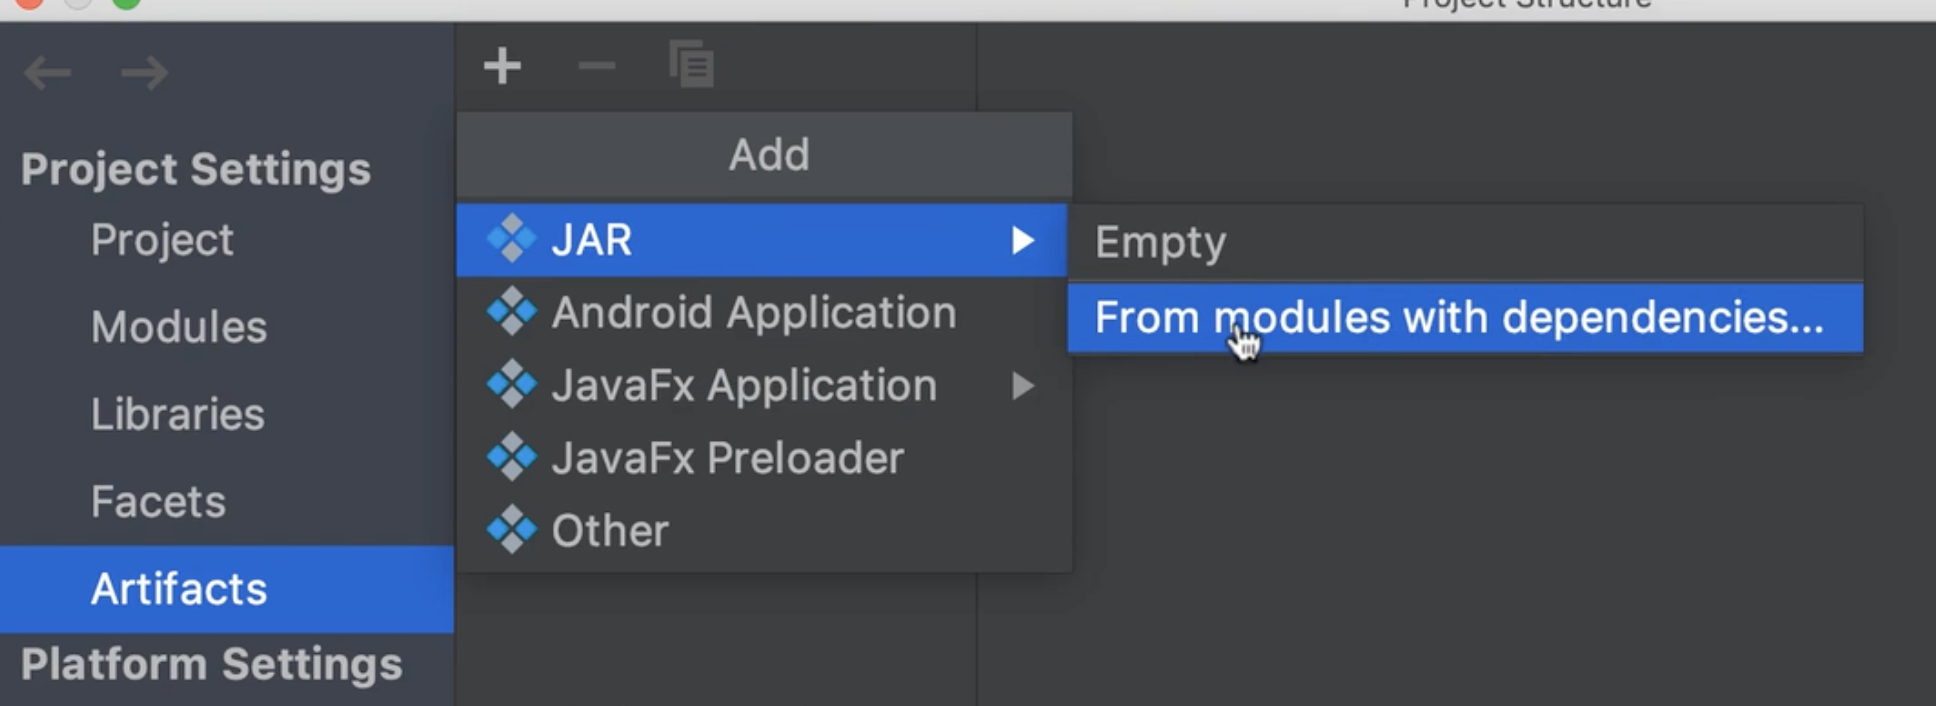 Project Structure
Project Settings
Project
Modules
Libraries
Facets
Artifacts
Platform Settings
Add
JAR
Android Application
JavaFx Application
JavaFx Preloader
Other
Empty
From modules with dependencies...